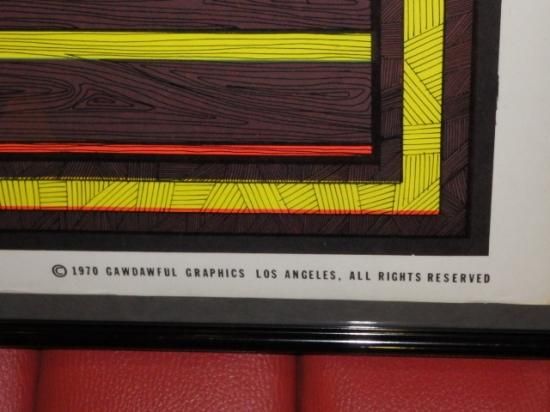 © 1970 GAWDAWFUL GRAPHICS LOS ANGELES, ALL RIGHTS RESERVED